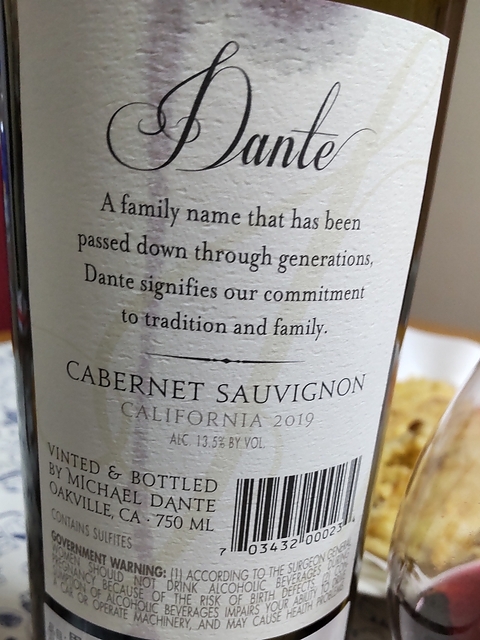 Dante
A family name that has been
passed down through generations,
Dante signifies our commitment
to tradition and family.
CABERNET SAUVIGNON
CALIFORNIA 2019
ALC. 13.5% BY VOL.
VINTED & BOTTLED
BY MICHAEL DANTE
OAKVILLE, CA · 750 ML
CONTAINS SULFITES
7 03432 00023 4
GOVERNMENT WARNING: (1) ACCORDING TO THE SURGEON GENERAL,
WOMEN SHOULD NOT DRINK ALCOHOLIC BEVERAGES DURING
PREGNANCY BECAUSE OF THE RISK OF BIRTH DEFECTS. (2) CONSUMPTION
OF ALCOHOLIC BEVERAGES IMPAIRS YOUR ABILITY TO DRIVE
A CAR OR OPERATE MACHINERY, AND MAY CAUSE HEALTH PROBLEMS.